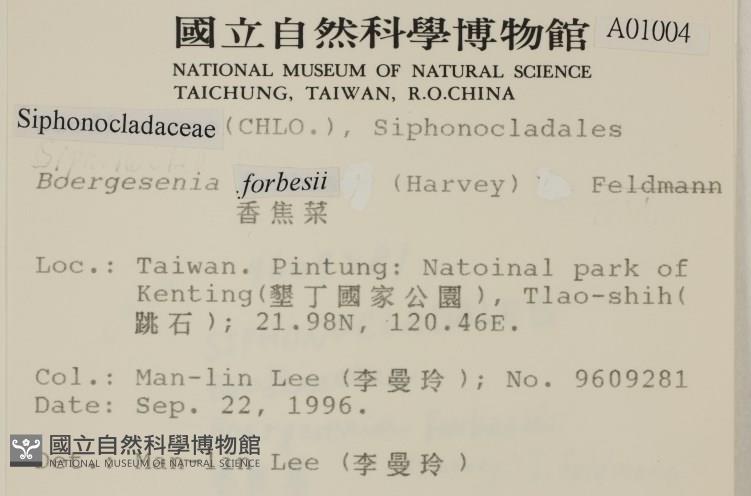 國立自然科學博物館 A01004
NATIONAL MUSEUM OF NATURAL SCIENCE
TAICHUNG, TAIWAN, R.O.CHINA
Siphonocladaceae (CHLO.), Siphonocladales
Boergesenia forbesii (Harvey) Feldmann
香焦菜
Loc.: Taiwan. Pintung: Natoinal park of
Kenting(墾丁國家公園), Tlao-shih(
跳石); 21.98N, 120.46E.
Col.: Man-lin Lee (李曼玲); No. 9609281
Date: Sep. 22, 1996.
國立自然科學博物館
NATIONAL MUSEUM OF NATURAL SCIENCE
Det.: Man-lin Lee (李曼玲)